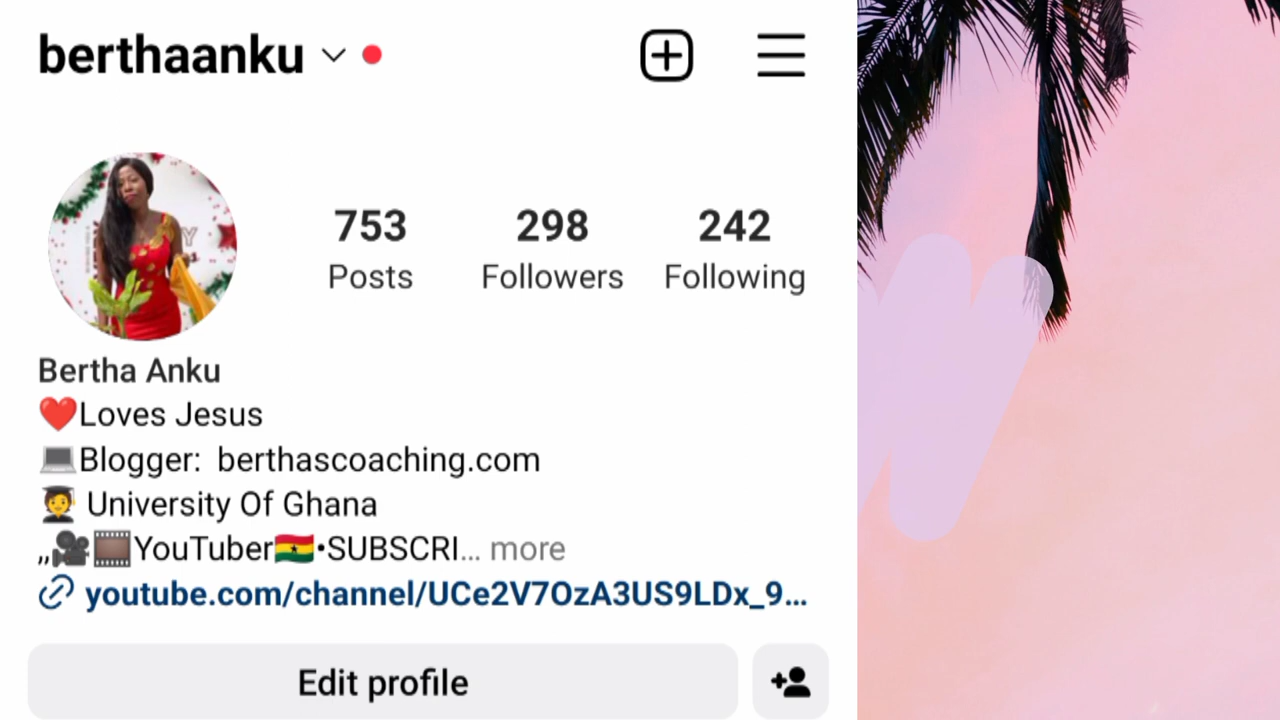 berthaanku
753 298 242
Posts Followers Following
Bertha Anku
❤️Loves Jesus
💻Blogger: berthascoaching.com
🧑‍🎓 University Of Ghana
„🎥🎞️YouTuber🇬🇭•SUBSCRI... more
youtube.com/channel/UCe2V7OzA3US9LDx_9...
Edit profile